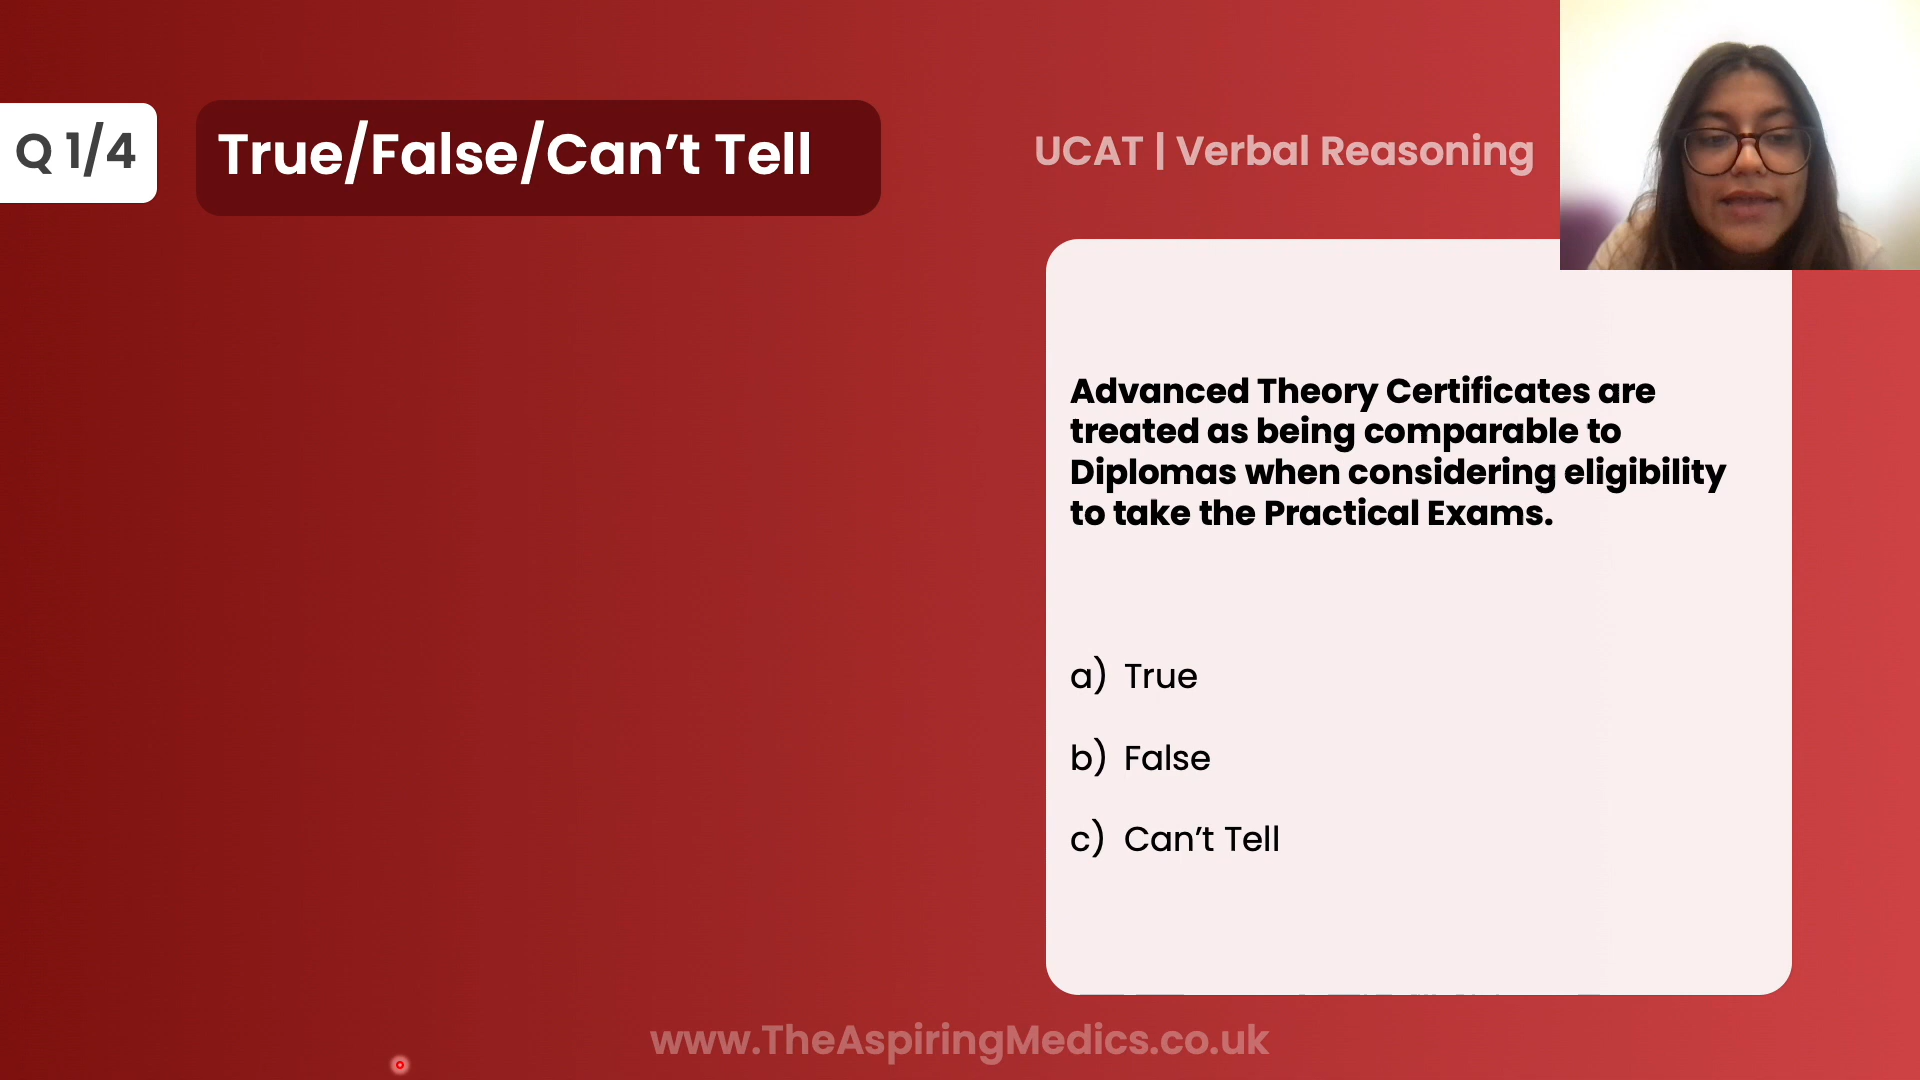 Q 1/4
True/False/Can’t Tell
UCAT | Verbal Reasoning
Advanced Theory Certificates are
treated as being comparable to
Diplomas when considering eligibility
to take the Practical Exams.
a) True
b) False
c) Can’t Tell
www.TheAspiringMedics.co.uk